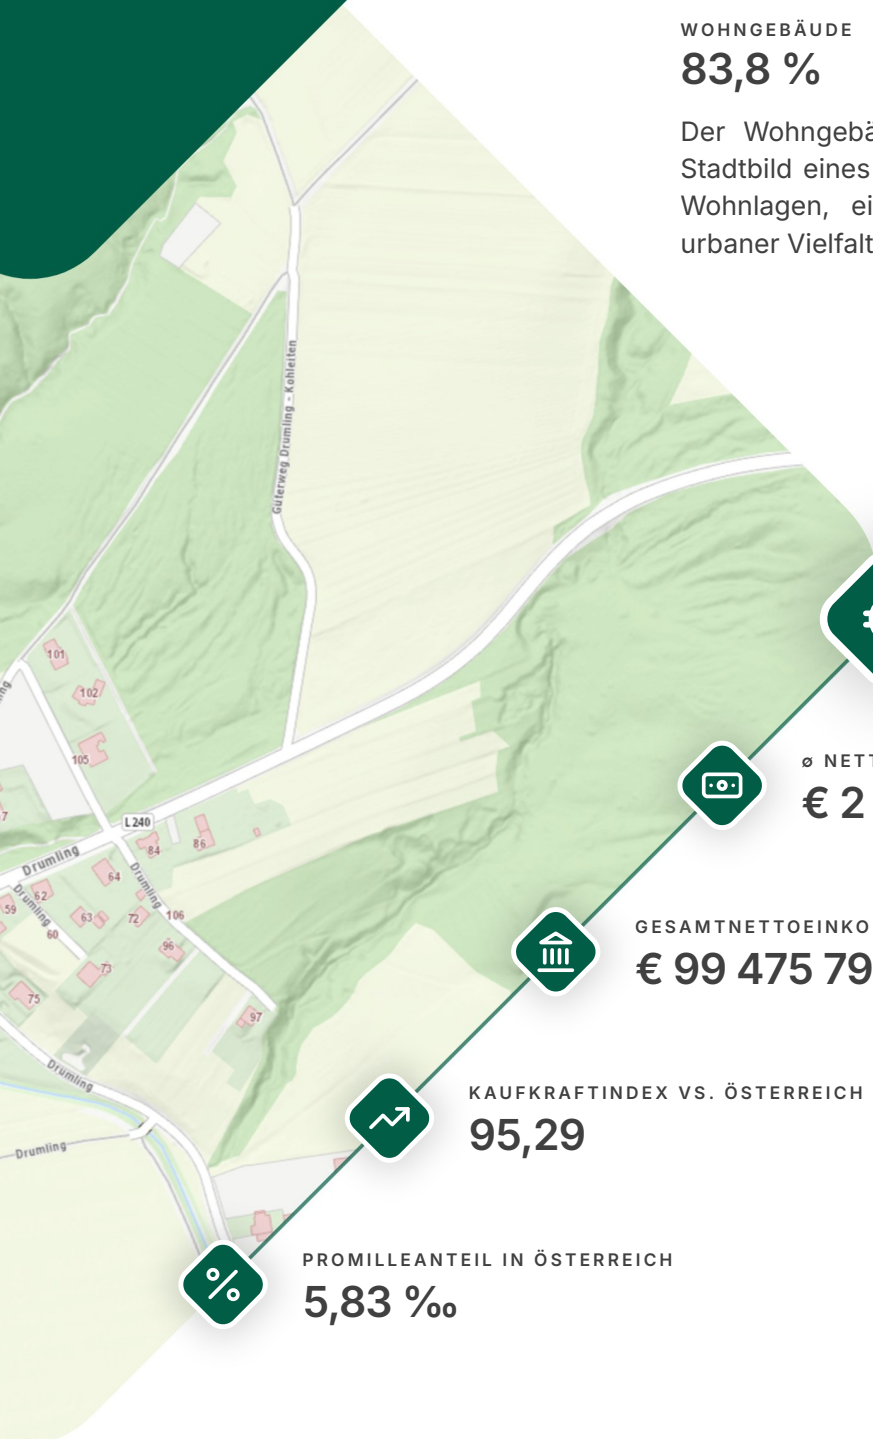 WOHNGEBÄUDE
83,8 %
Der Wohngebä
Stadtbild eines
Wohnlagen, ei
urbaner Vielfalt
Güterweg Drumling - Kohleiten
101
102
105
7
L240
Drumling
84
86
64
62
Drumling
Drumling
59
63
72
106
60
96
73
75
97
Drumling
Drumling
ø NETT
€ 2
GESAMTNETTOEINKO
€ 99 475 79
KAUFKRAFTINDEX VS. ÖSTERREICH
95,29
PROMILLEANTEIL IN ÖSTERREICH
5,83 ‰